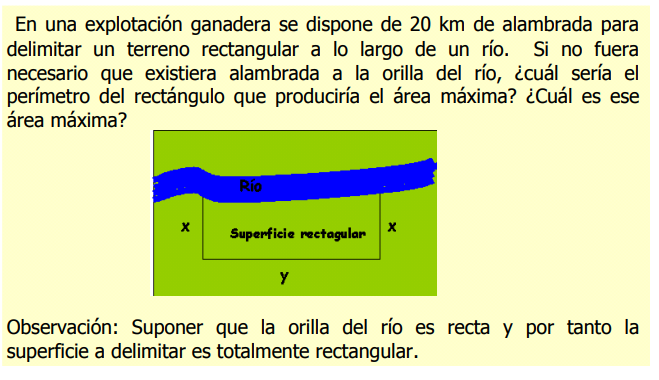 En una explotación ganadera se dispone de 20 km de alambrada para
delimitar un terreno rectangular a lo largo de un río. Si no fuera
necesario que existiera alambrada a la orilla del río, ¿cuál sería el
perímetro del rectángulo que produciría el área máxima? ¿Cuál es ese
área máxima?
Río
x
Superficie rectagular
x
y
Observación: Suponer que la orilla del río es recta y por tanto la
superficie a delimitar es totalmente rectangular.